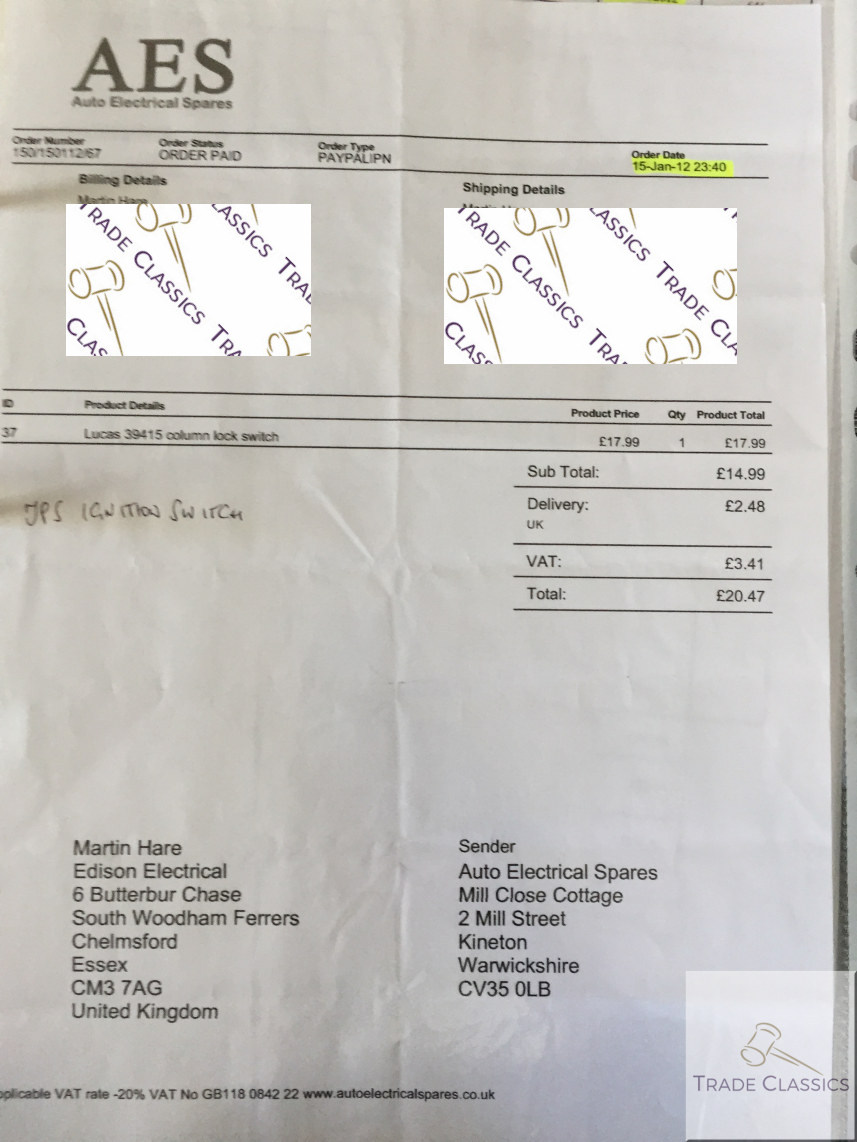 AES
Auto Electrical Spares
Order Number Order Status Order Type Order Date
150/150112/67 ORDER PAID PAYPALIPN 15-Jan-12 23:40
Billing Details Shipping Details
Martin Hare
TRADE CLASSICS TRADE CLASSICS
ID Product Details Product Price Qty Product Total
37 Lucas 39415 column lock switch £17.99 1 £17.99
Sub Total: £14.99
JPS IGNITION SWITCH
Delivery: £2.48
UK
VAT: £3.41
Total: £20.47
Martin Hare
Edison Electrical
6 Butterbur Chase
South Woodham Ferrers
Chelmsford
Essex
CM3 7AG
United Kingdom
Sender
Auto Electrical Spares
Mill Close Cottage
2 Mill Street
Kineton
Warwickshire
CV35 0LB
VAT rate -20% VAT No GB118 0842 22 www.autoelectricalspares.co.uk
TRADE CLASSICS